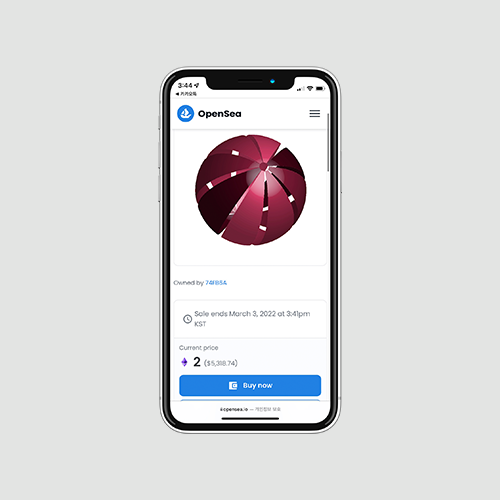 3:44
◀ 카카오톡
OpenSea
Owned by 74F86A
Sale ends March 3, 2022 at 3:41pm
KST
Current price
2 ($5,318.74)
Buy now
opensea.io — 개인정보 보호